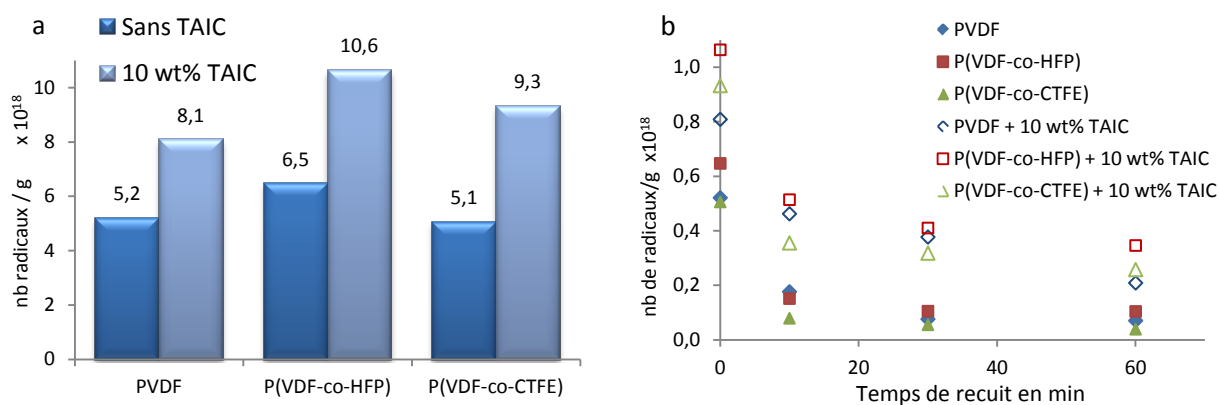 a
Sans TAIC
10 wt% TAIC
nb radicaux / g x 10¹⁸
10
8
6
4
2
0
5,2
8,1
6,5
10,6
5,1
9,3
PVDF
P(VDF-co-HFP)
P(VDF-co-CTFE)
b
PVDF
P(VDF-co-HFP)
P(VDF-co-CTFE)
PVDF + 10 wt% TAIC
P(VDF-co-HFP) + 10 wt% TAIC
P(VDF-co-CTFE) + 10 wt% TAIC
nb de radicaux/g x10¹⁸
1,0
0,8
0,6
0,4
0,2
0,0
0
20
40
60
Temps de recuit en min